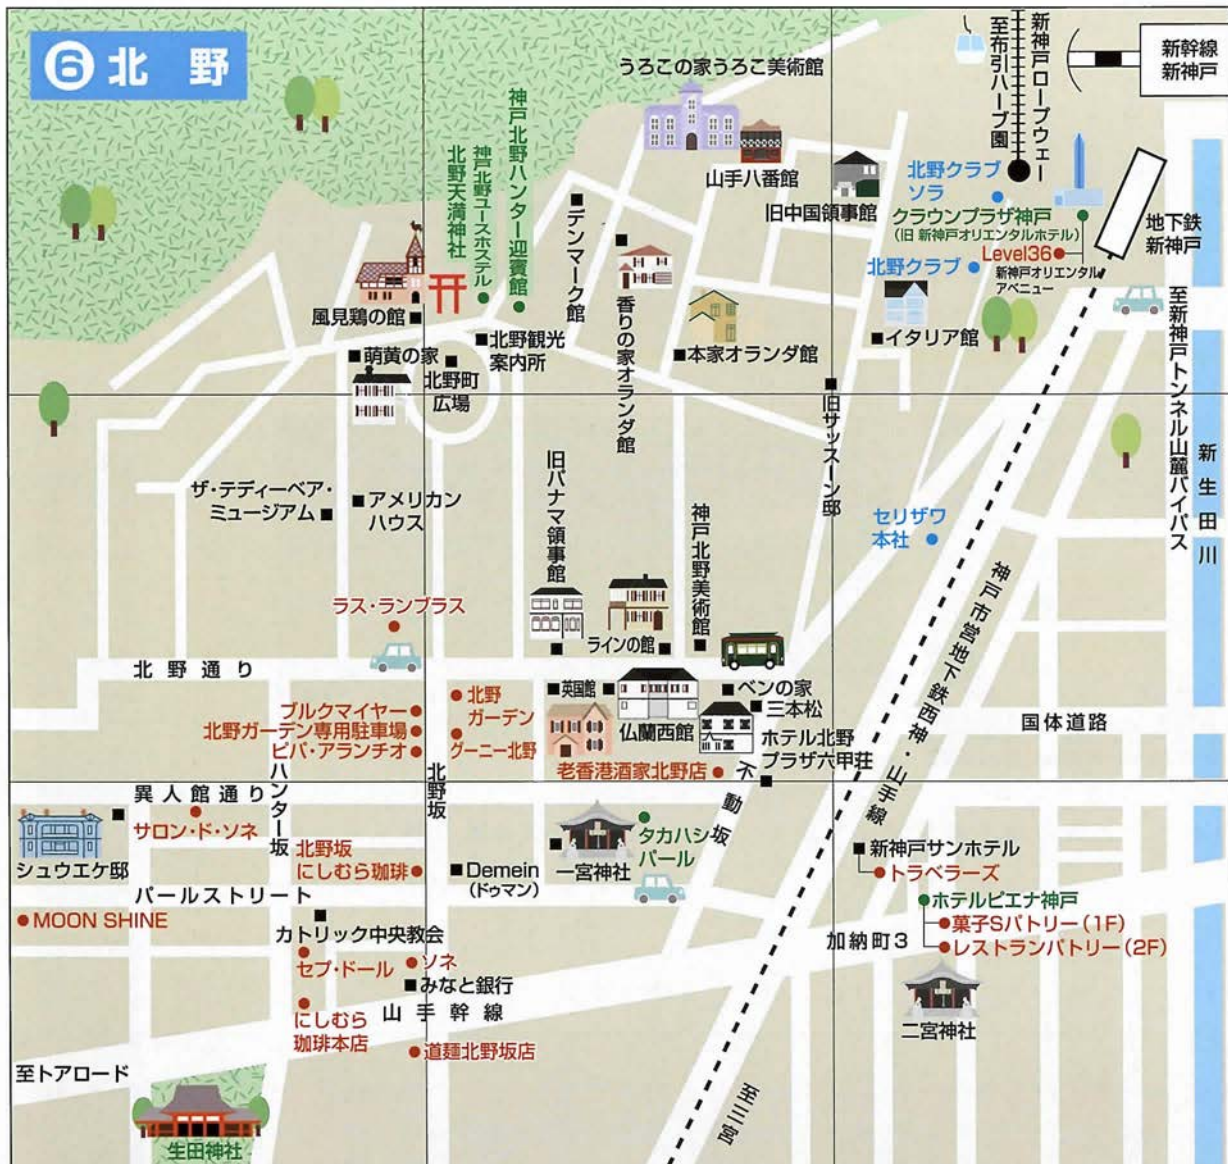 ⑥北野
うろこの家うろこ美術館
山手八番館
旧中国領事館
新神戸ロープウェー
至布引ハーブ園
新幹線
新神戸
北野クラブ
ソラ
クラウンプラザ神戸
(旧 新神戸オリエンタルホテル)
Level36
新神戸オリエンタル
アベニュー
北野クラブ
地下鉄
新神戸
神戸北野ハンター迎賓館
神戸北野ユースホステル
北野天満神社
デンマーク館
香りの家オランダ館
風見鶏の館
北野観光
案内所
萌黄の家
北野町
広場
本家オランダ館
イタリア館
旧サッスーン邸
至新神戸トンネル山麓バイパス
新生田川
ザ・テディーベア・
ミュージアム
アメリカン
ハウス
旧パナマ領事館
神戸北野美術館
セリザワ
本社
ラス・ランブラス
ラインの館
神戸市営地下鉄西神・山手線
北野通り
北野
ガーデン
英国館
ベンの家
三本松
ブルクマイヤー
北野ガーデン専用駐車場
ビバ・アランチオ
グーニー北野
仏蘭西館
ホテル北野
プラザ六甲荘
国体道路
老香港酒家北野店
不動坂
北野坂
ハンター坂
異人館通り
サロン・ド・ソネ
シュウエケ邸
北野坂
にしむら珈琲
Demein
(ドゥマン)
一宮神社
タカハシ
パール
新神戸サンホテル
トラベラーズ
パールストリート
MOON SHINE
カトリック中央教会
セブ・ドール
ソネ
みなと銀行
ホテルピエナ神戸
菓子Sパトリー(1F)
レストランパトリー(2F)
加納町3
二宮神社
にしむら
珈琲本店
山手幹線
道麺北野坂店
至トアロード
生田神社
至三宮